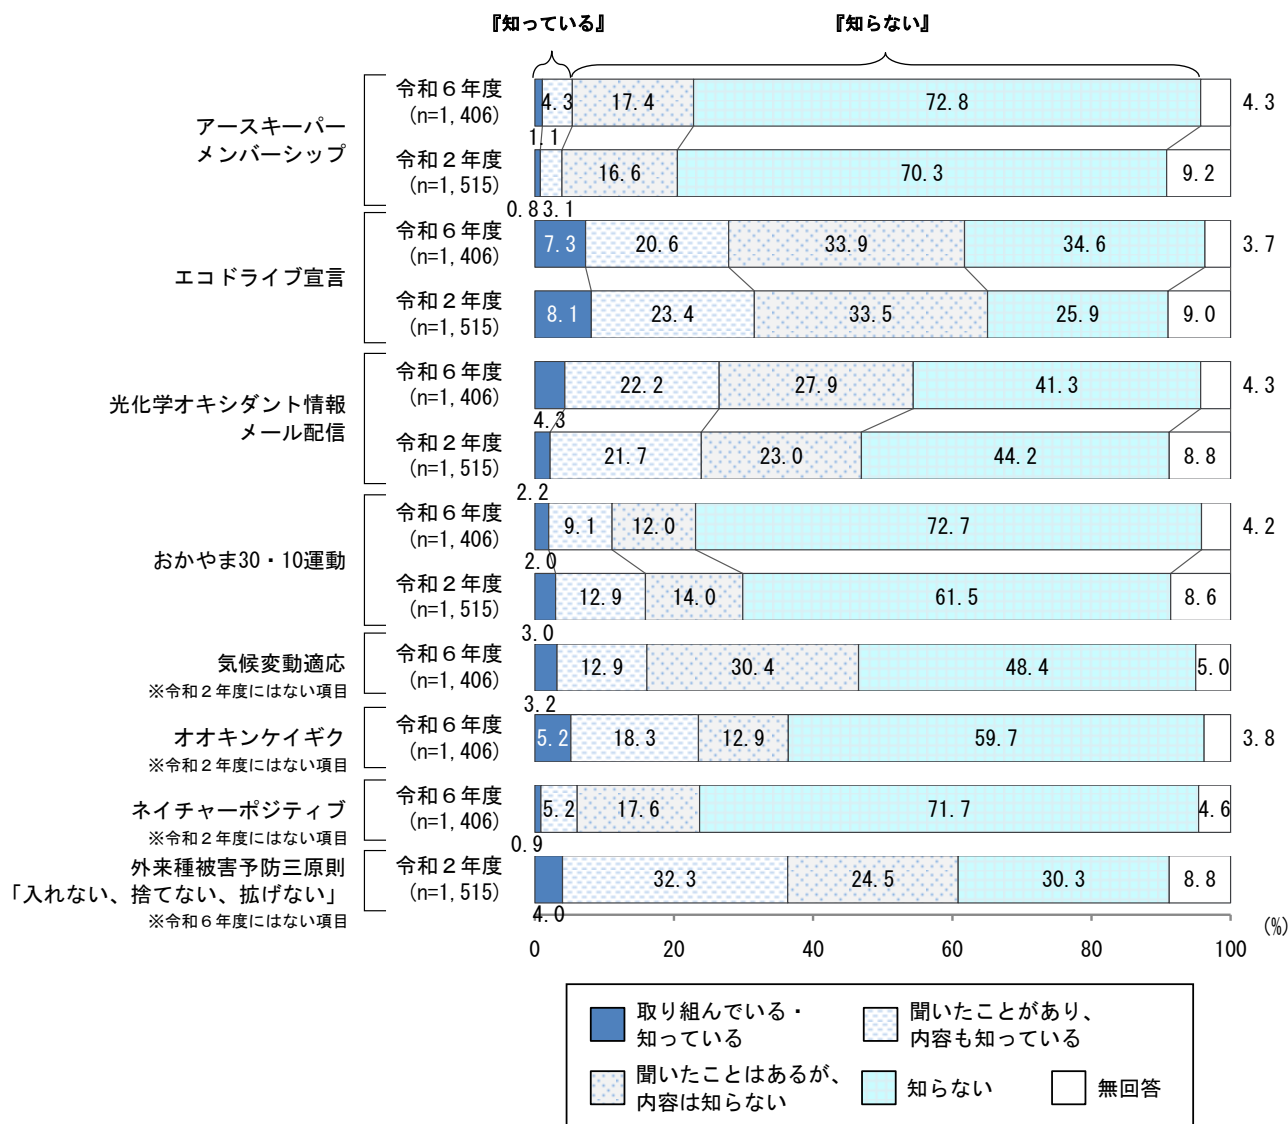 『知っている』 『知らない』
アースキーパー
メンバーシップ
令和６年度
(n=1,406)
4.3 17.4 72.8 4.3
1.1
令和２年度
(n=1,515)
16.6 70.3 9.2
0.8 3.1
エコドライブ宣言
令和６年度
(n=1,406)
7.3 20.6 33.9 34.6 3.7
令和２年度
(n=1,515)
8.1 23.4 33.5 25.9 9.0
光化学オキシダント情報
メール配信
令和６年度
(n=1,406)
22.2 27.9 41.3 4.3
4.3
令和２年度
(n=1,515)
21.7 23.0 44.2 8.8
2.2
おかやま30・10運動
令和６年度
(n=1,406)
9.1 12.0 72.7 4.2
2.0
令和２年度
(n=1,515)
12.9 14.0 61.5 8.6
3.0
気候変動適応
※令和２年度にはない項目
令和６年度
(n=1,406)
12.9 30.4 48.4 5.0
3.2
オオキンケイギク
※令和２年度にはない項目
令和６年度
(n=1,406)
5.2 18.3 12.9 59.7 3.8
ネイチャーポジティブ
※令和２年度にはない項目
令和６年度
(n=1,406)
5.2 17.6 71.7 4.6
0.9
外来種被害予防三原則
「入れない、捨てない、拡げない」
※令和６年度にはない項目
令和２年度
(n=1,515)
32.3 24.5 30.3 8.8
4.0
0 20 40 60 80 100
(%)
取り組んでいる・
知っている
聞いたことがあり、
内容も知っている
聞いたことはあるが、
内容は知らない
知らない
無回答